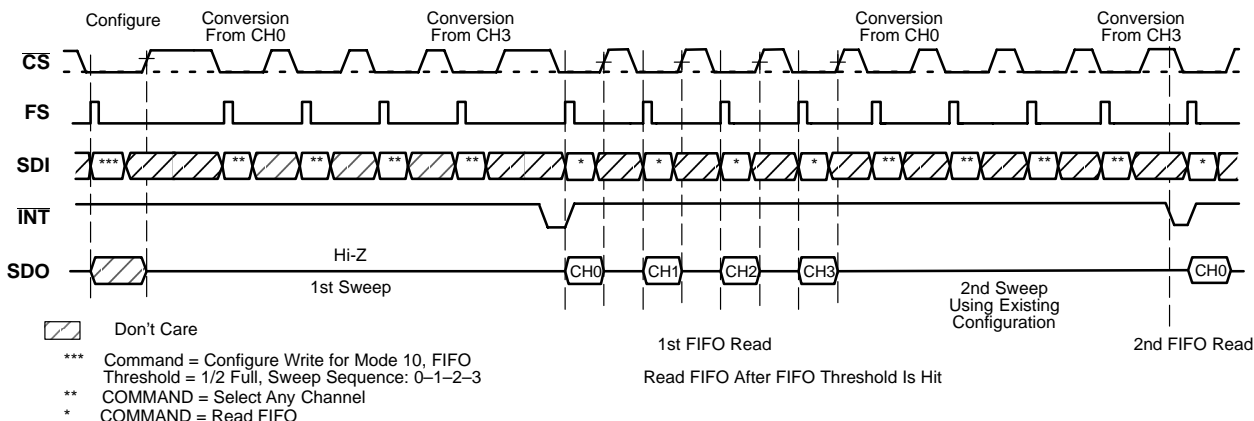 Configure
Conversion
From CH0
Conversion
From CH3
Conversion
From CH0
Conversion
From CH3
CS
FS
SDI
*** ** ** ** ** * * * * ** ** ** ** *
INT
SDO
Hi-Z
1st Sweep
CH0 CH1 CH2 CH3 CH0
2nd Sweep
Using Existing
Configuration
1st FIFO Read
2nd FIFO Read
Read FIFO After FIFO Threshold Is Hit
Don't Care
*** Command = Configure Write for Mode 10, FIFO
Threshold = 1/2 Full, Sweep Sequence: 0–1–2–3
** COMMAND = Select Any Channel
* COMMAND = Read FIFO